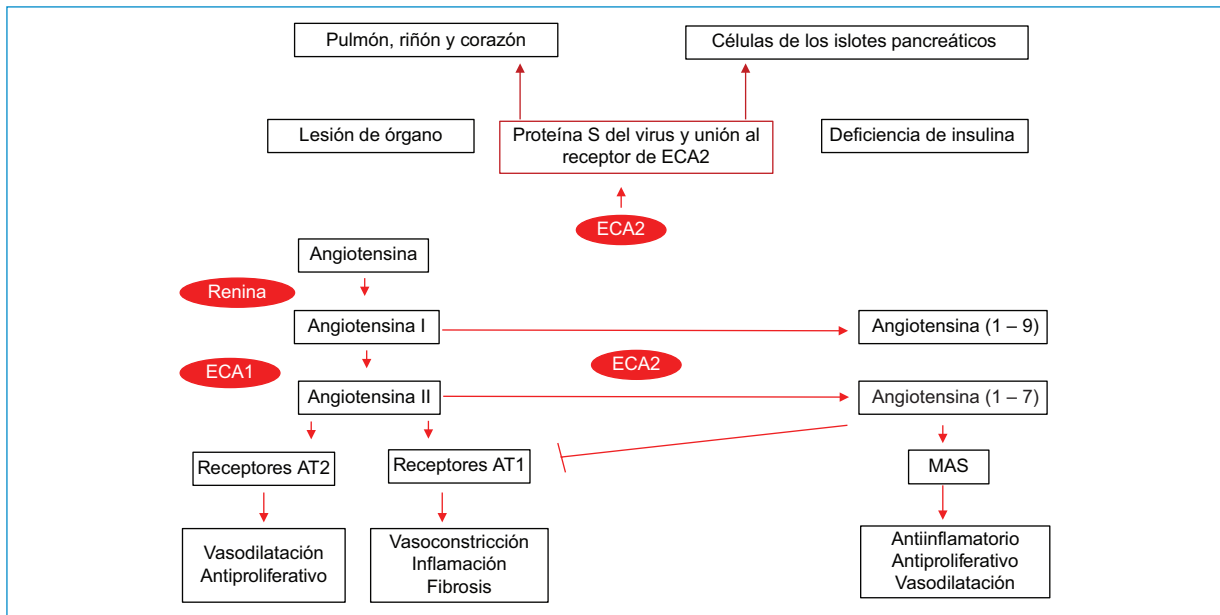 Pulmón, riñón y corazón
Células de los islotes pancreáticos
Lesión de órgano
Proteína S del virus y unión al
receptor de ECA2
Deficiencia de insulina
ECA2
Angiotensina
Renina
Angiotensina I
Angiotensina (1 – 9)
ECA1
ECA2
Angiotensina II
Angiotensina (1 – 7)
Receptores AT2
Receptores AT1
MAS
Vasodilatación
Antiproliferativo
Vasoconstricción
Inflamación
Fibrosis
Antiinflamatorio
Antiproliferativo
Vasodilatación